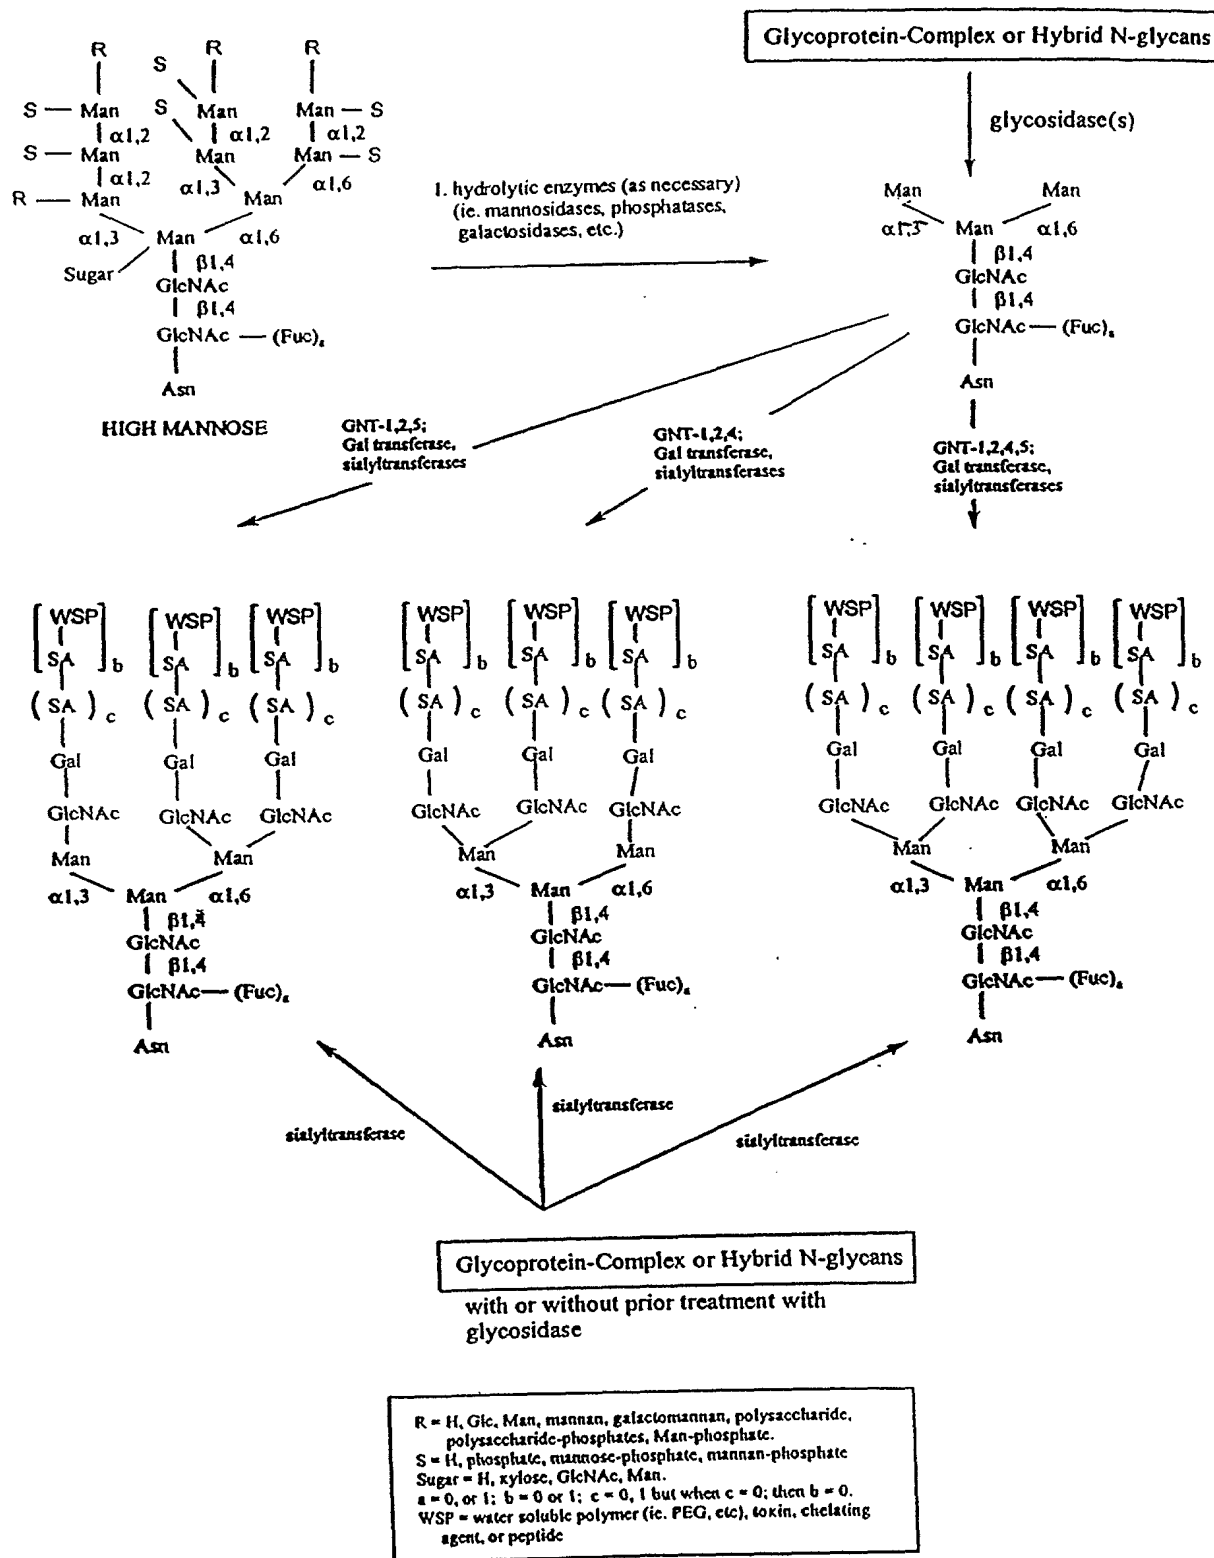 Glycoprotein-Complex or Hybrid N-glycans
glycosidase(s)
R S R R
S — Man S Man Man — S
α1,2 α1,2 α1,2
S — Man Man Man — S
α1,2 α1,3 α1,6
R — Man Man
α1,3 Man α1,6
Sugar β1,4
GlcNAc
β1,4
GlcNAc — (Fuc)a
Asn
HIGH MANNOSE
1. hydrolytic enzymes (as necessary)
(ie. mannosidases, phosphatases,
galactosidases, etc.)
Man Man
α1,3 Man α1,6
β1,4
GlcNAc
β1,4
GlcNAc — (Fuc)a
Asn
GNT-1,2,5;
Gal transferase,
sialyltransferases
GNT-1,2,4;
Gal transferase,
sialyltransferases
GNT-1,2,4,5;
Gal transferase,
sialyltransferases
[WSP [WSP [WSP
SA]b SA]b SA]b
(SA)c (SA)c (SA)c
Gal Gal Gal
GlcNAc GlcNAc GlcNAc
Man Man
α1,3 Man α1,6
β1,4
GlcNAc
β1,4
GlcNAc — (Fuc)a
Asn
[WSP [WSP [WSP
SA]b SA]b SA]b
(SA)c (SA)c (SA)c
Gal Gal Gal
GlcNAc GlcNAc GlcNAc
Man Man
α1,3 Man α1,6
β1,4
GlcNAc
β1,4
GlcNAc — (Fuc)a
Asn
[WSP [WSP [WSP [WSP
SA]b SA]b SA]b SA]b
(SA)c (SA)c (SA)c (SA)c
Gal Gal Gal Gal
GlcNAc GlcNAc GlcNAc GlcNAc
Man Man
α1,3 Man α1,6
β1,4
GlcNAc
β1,4
GlcNAc — (Fuc)a
Asn
sialyltransferase
sialyltransferase
sialyltransferase
Glycoprotein-Complex or Hybrid N-glycans
with or without prior treatment with
glycosidase
R = H, Glc, Man, mannan, galactomannan, polysaccharide,
polysaccharide-phosphates, Man-phosphate.
S = H, phosphate, mannose-phosphate, mannan-phosphate
Sugar = H, xylose, GlcNAc, Man.
a = 0, or 1; b = 0 or 1; c = 0, 1 but when c = 0; then b = 0.
WSP = water soluble polymer (ie. PEG, etc), toxin, chelating
agent, or peptide